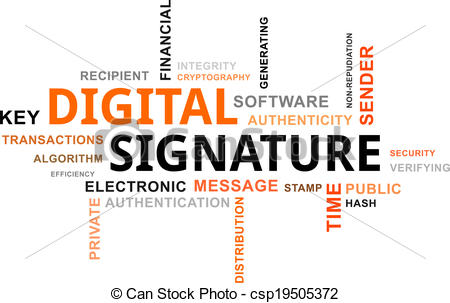 FINANCIAL
GENERATING
NON-REPUDIATION
SENDER
INTEGRITY
RECIPIENT
CRYPTOGRAPHY
KEY
DIGITAL
SOFTWARE
AUTHENTICITY
TRANSACTIONS
SIGNATURE
ALGORITHM
SECURITY
EFFICIENCY
VERIFYING
ELECTRONIC
MESSAGE
STAMP
TIME
PUBLIC
PRIVATE
AUTHENTICATION
DISTRIBUTION
HASH
© Can Stock Photo - csp19505372